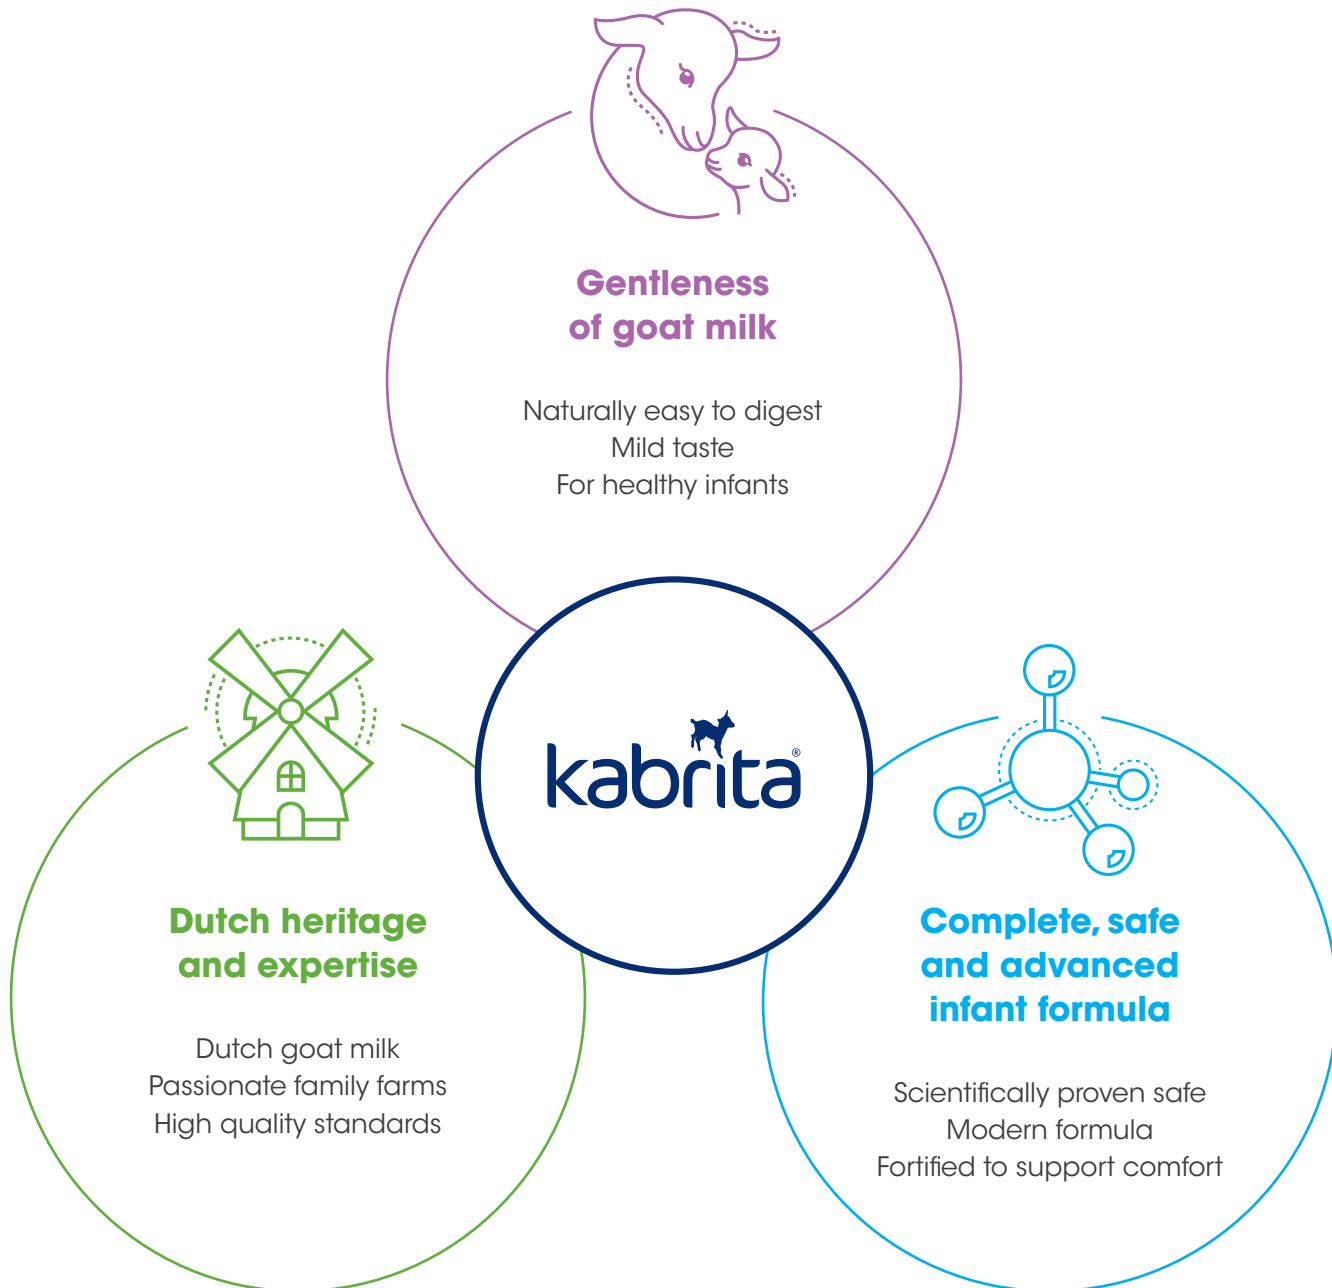 Gentleness
of goat milk
Naturally easy to digest
Mild taste
For healthy infants
kabrita®
Dutch heritage
and expertise
Dutch goat milk
Passionate family farms
High quality standards
Complete, safe
and advanced
infant formula
Scientifically proven safe
Modern formula
Fortified to support comfort